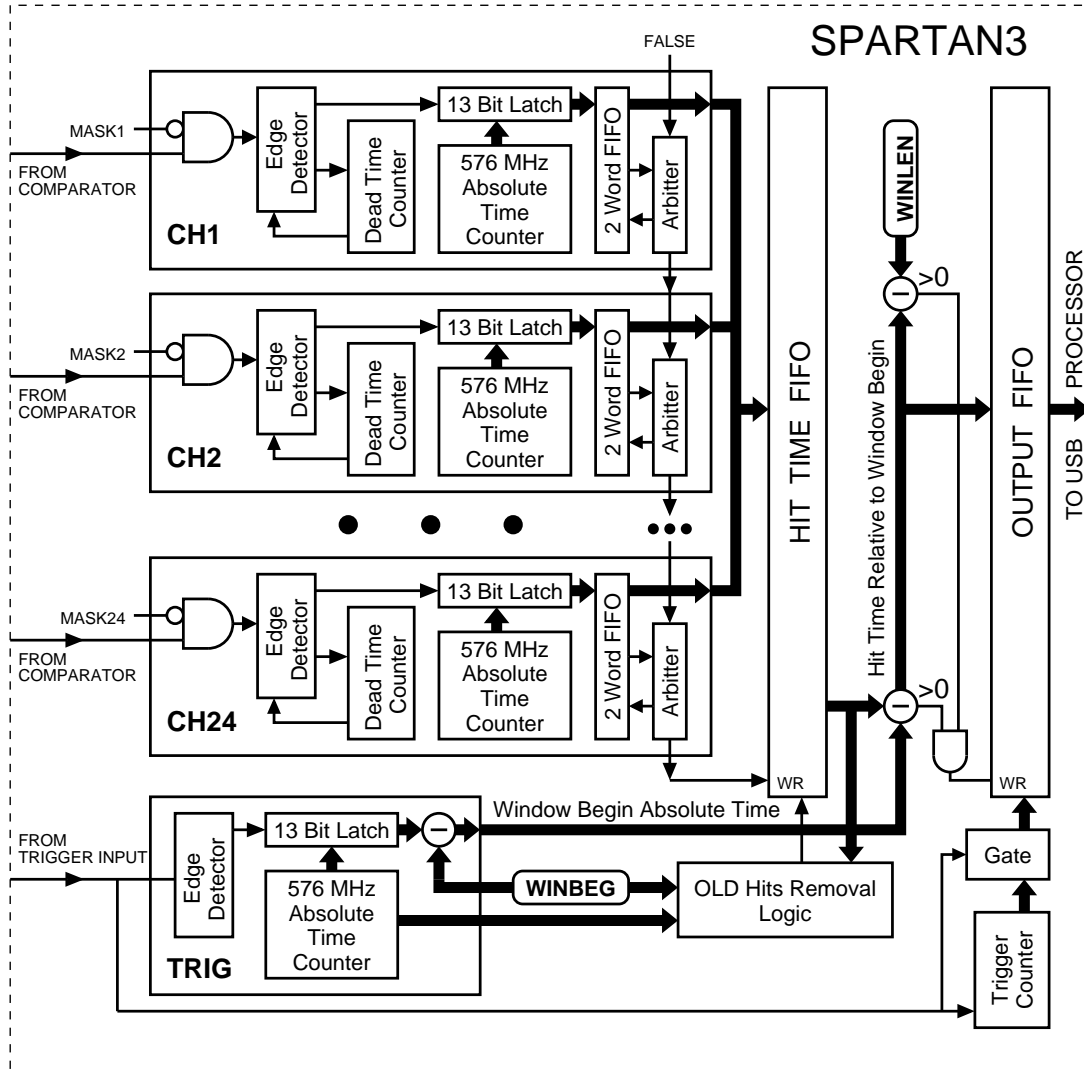 SPARTAN3
FALSE
MASK1
FROM
COMPARATOR
Edge
Detector
Dead Time
Counter
13 Bit Latch
576 MHz
Absolute
Time
Counter
2 Word FIFO
Arbitter
CH1
MASK2
FROM
COMPARATOR
Edge
Detector
Dead Time
Counter
13 Bit Latch
576 MHz
Absolute
Time
Counter
2 Word FIFO
Arbitter
CH2
MASK24
FROM
COMPARATOR
Edge
Detector
Dead Time
Counter
13 Bit Latch
576 MHz
Absolute
Time
Counter
2 Word FIFO
Arbitter
CH24
HIT TIME FIFO
WR
WINLEN
>0
Hit Time Relative to Window Begin
>0
OUTPUT FIFO
WR
TO USB PROCESSOR
FROM
TRIGGER INPUT
Edge
Detector
13 Bit Latch
576 MHz
Absolute
Time
Counter
TRIG
Window Begin Absolute Time
WINBEG
OLD Hits Removal
Logic
Gate
Trigger
Counter